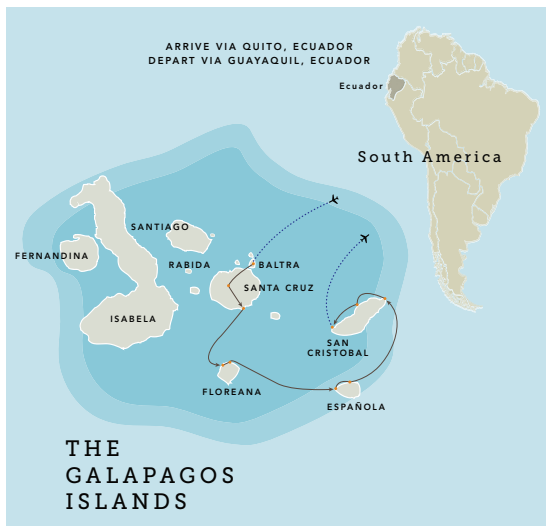 ARRIVE VIA QUITO, ECUADOR
DEPART VIA GUAYAQUIL, ECUADOR
Ecuador
South America
SANTIAGO
FERNANDINA
RABIDA
BALTRA
SANTA CRUZ
ISABELA
SAN
CRISTOBAL
FLOREANA
ESPAÑOLA
THE
GALAPAGOS
ISLANDS